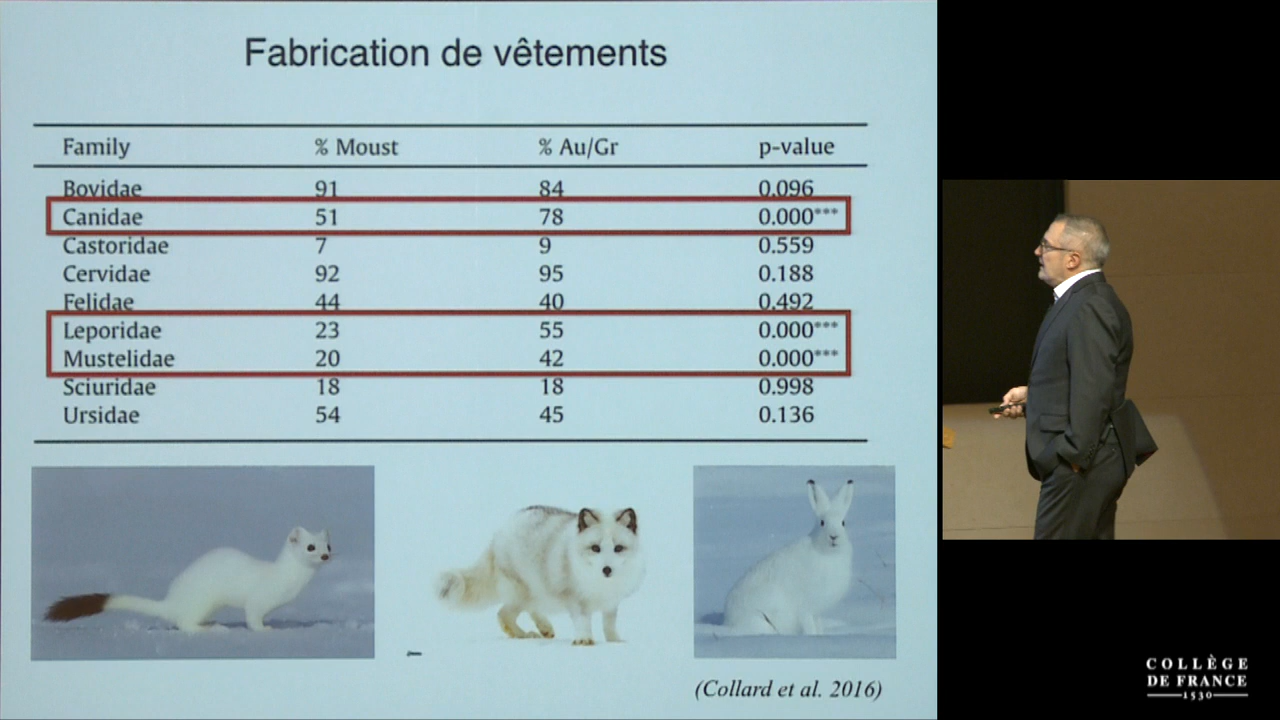 Fabrication de vêtements
Family % Moust % Au/Gr p-value
Bovidae 91 84 0.096
Canidae 51 78 0.000***
Castoridae 7 9 0.559
Cervidae 92 95 0.188
Felidae 44 40 0.492
Leporidae 23 55 0.000***
Mustelidae 20 42 0.000***
Sciuridae 18 18 0.998
Ursidae 54 45 0.136
(Collard et al. 2016)
COLLÈGE
DE FRANCE
1530